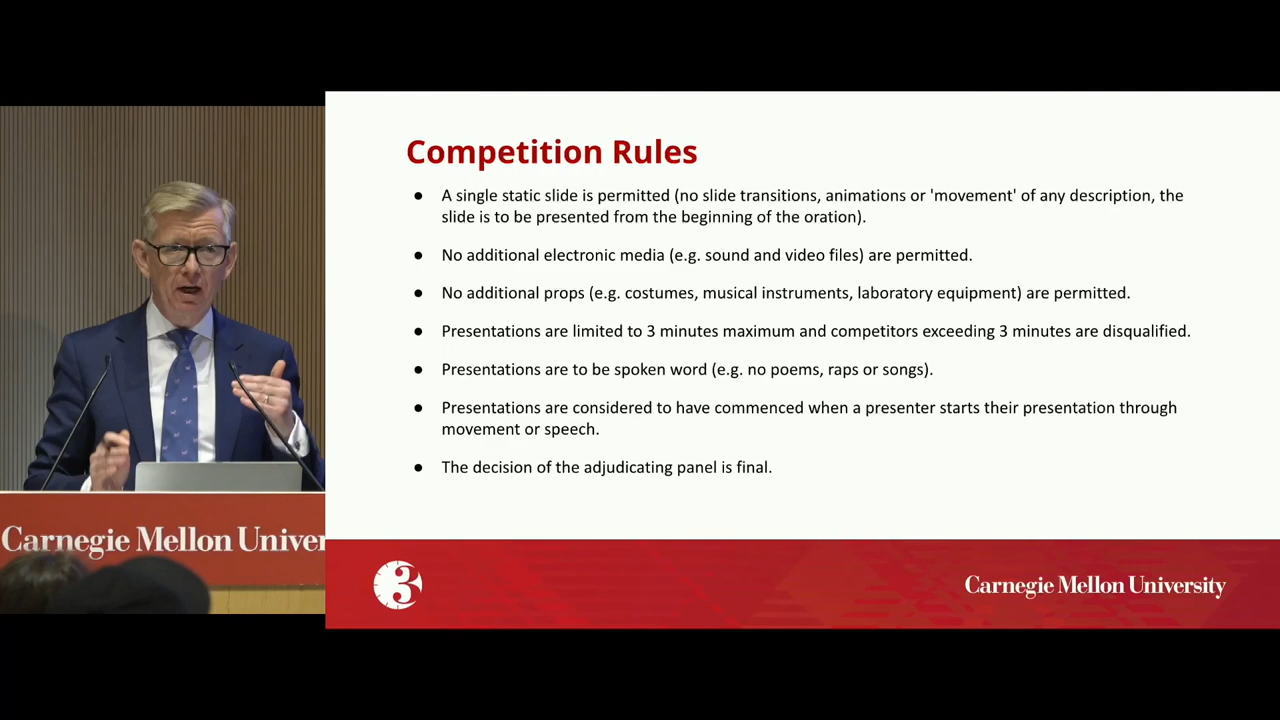 Competition Rules
● A single static slide is permitted (no slide transitions, animations or 'movement' of any description, the
slide is to be presented from the beginning of the oration).
● No additional electronic media (e.g. sound and video files) are permitted.
● No additional props (e.g. costumes, musical instruments, laboratory equipment) are permitted.
● Presentations are limited to 3 minutes maximum and competitors exceeding 3 minutes are disqualified.
● Presentations are to be spoken word (e.g. no poems, raps or songs).
● Presentations are considered to have commenced when a presenter starts their presentation through
movement or speech.
● The decision of the adjudicating panel is final.
Carnegie Mellon Univer
3
Carnegie Mellon University